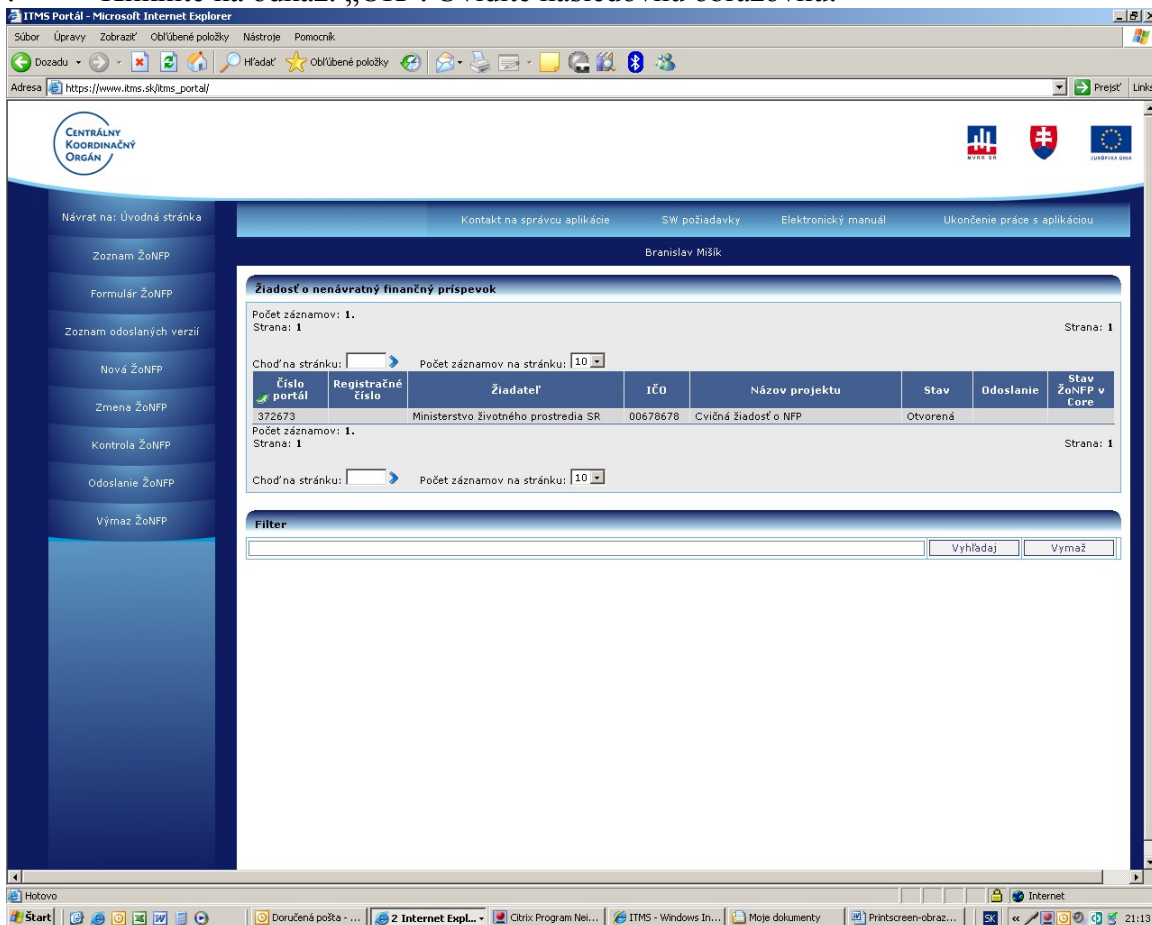 ITMS Portál - Microsoft Internet Explorer
Súbor Úpravy Zobraziť Obľúbené položky Nástroje Pomocník
Dozadu Hľadať Obľúbené položky
Adresa https://www.itms.sk/itms_portal/ Prejsť Links
CENTRÁLNY
KOORDINAČNÝ
ORGÁN
MVRR SR
EURÓPSKA ÚNIA
Návrat na: Úvodná stránka
Kontakt na správcu aplikácie SW požiadavky Elektronický manuál Ukončenie práce s aplikáciou
Branislav Mišík
Zoznam ŽoNFP
Formulár ŽoNFP
Zoznam odoslaných verzií
Nová ŽoNFP
Zmena ŽoNFP
Kontrola ŽoNFP
Odoslanie ŽoNFP
Výmaz ŽoNFP
Žiadosť o nenávratný finančný príspevok
Počet záznamov: 1.
Strana: 1 Strana: 1
Choď na stránku: Počet záznamov na stránku: 10
Číslo portál Registračné číslo Žiadateľ IČO Názov projektu Stav Odoslanie Stav ŽoNFP v Core
372673 Ministerstvo životného prostredia SR 00678678 Cvičná žiadosť o NFP Otvorená
Počet záznamov: 1.
Strana: 1 Strana: 1
Choď na stránku: Počet záznamov na stránku: 10
Filter
Vyhľadaj Vymaž
Hotovo Internet
Štart Doručená pošta - ... 2 Internet Expl... Citrix Program Nei... ITMS - Windows In... Moje dokumenty Printscreen-obraz... SK « 21:13